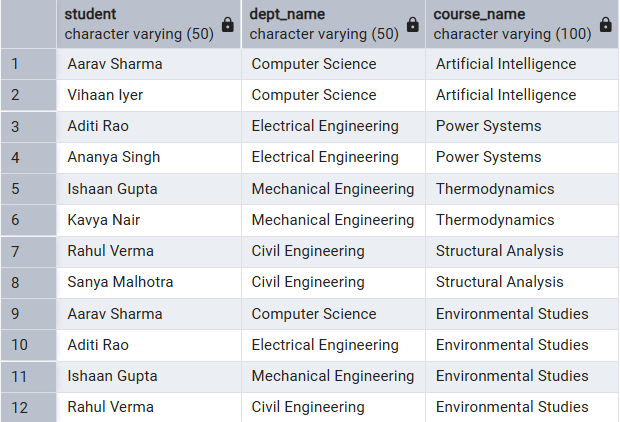 student dept_name course_name
character varying (50) character varying (50) character varying (100)
1 Aarav Sharma Computer Science Artificial Intelligence
2 Vihaan Iyer Computer Science Artificial Intelligence
3 Aditi Rao Electrical Engineering Power Systems
4 Ananya Singh Electrical Engineering Power Systems
5 Ishaan Gupta Mechanical Engineering Thermodynamics
6 Kavya Nair Mechanical Engineering Thermodynamics
7 Rahul Verma Civil Engineering Structural Analysis
8 Sanya Malhotra Civil Engineering Structural Analysis
9 Aarav Sharma Computer Science Environmental Studies
10 Aditi Rao Electrical Engineering Environmental Studies
11 Ishaan Gupta Mechanical Engineering Environmental Studies
12 Rahul Verma Civil Engineering Environmental Studies